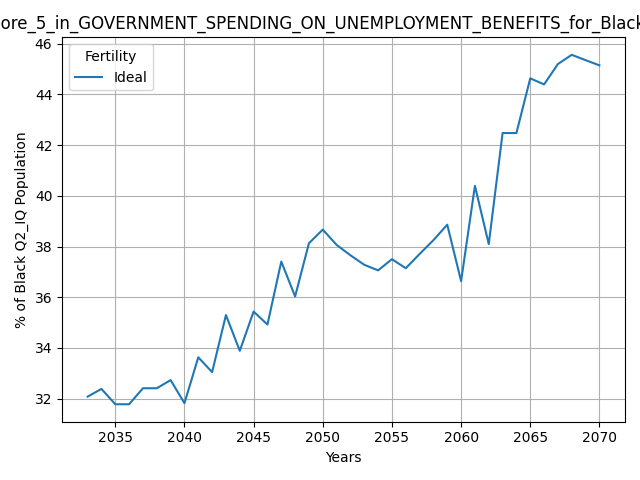 ore_5_in_GOVERNMENT_SPENDING_ON_UNEMPLOYMENT_BENEFITS_for_Black
Fertility
Ideal
% of Black Q2_IQ Population
46
44
42
40
38
36
34
32
2035 2040 2045 2050 2055 2060 2065 2070
Years